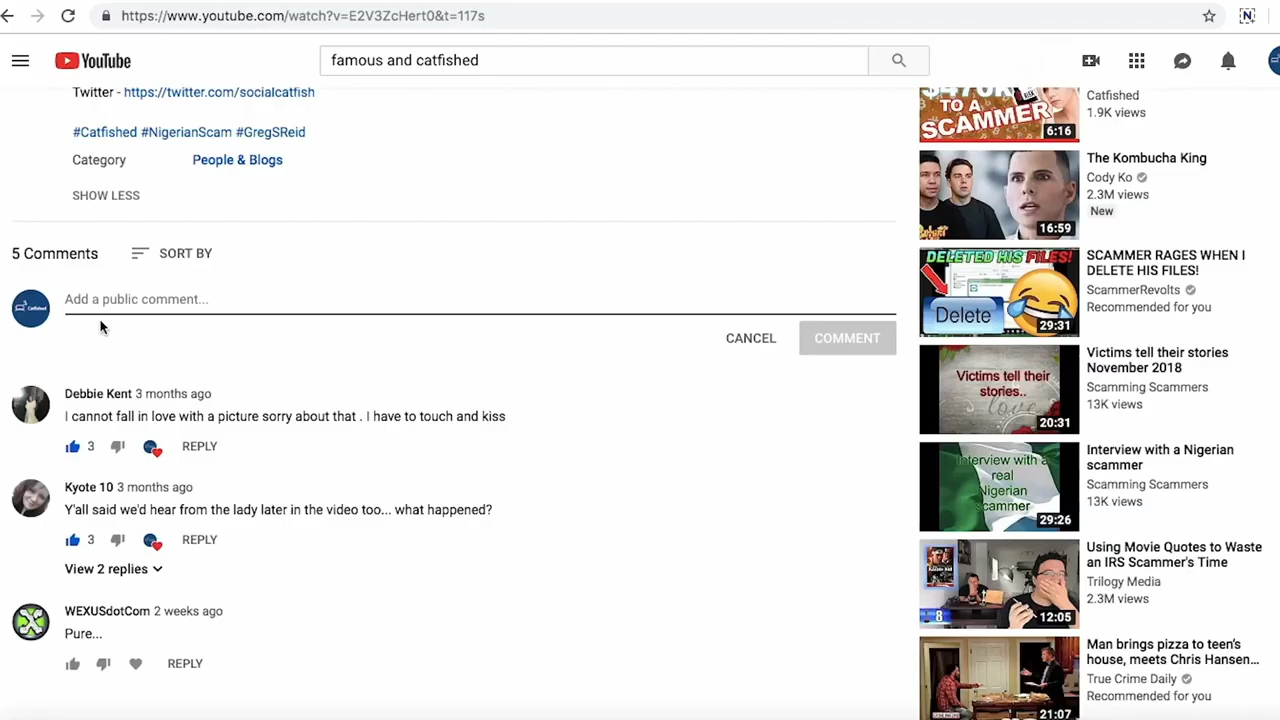 https://www.youtube.com/watch?v=E2V3ZcHert0&t=117s
YouTube
famous and catfished
Twitter - https://twitter.com/socialcatfish
#Catfished #NigerianScam #GregSReid
Category People & Blogs
SHOW LESS
5 Comments SORT BY
Catfished
Add a public comment...
CANCEL COMMENT
Debbie Kent 3 months ago
I cannot fall in love with a picture sorry about that . I have to touch and kiss
3 REPLY
Kyote 10 3 months ago
Y'all said we'd hear from the lady later in the video too... what happened?
3 REPLY
View 2 replies
WEXUSdotCom 2 weeks ago
Pure...
REPLY
TO A
SCAMMER
6:16
Catfished
1.9K views
16:59
The Kombucha King
Cody Ko
2.3M views
New
DELETED HIS FILES!
Delete
29:31
SCAMMER RAGES WHEN I
DELETE HIS FILES!
ScammerRevolts
Recommended for you
Victims tell their
stories..
love
20:31
Victims tell their stories
November 2018
Scamming Scammers
13K views
Interview with a
real
Nigerian
scammer
29:26
Interview with a Nigerian
scammer
Scamming Scammers
13K views
8
12:05
Using Movie Quotes to Waste
an IRS Scammer's Time
Trilogy Media
2.3M views
21:07
Man brings pizza to teen's
house, meets Chris Hansen...
True Crime Daily
Recommended for you